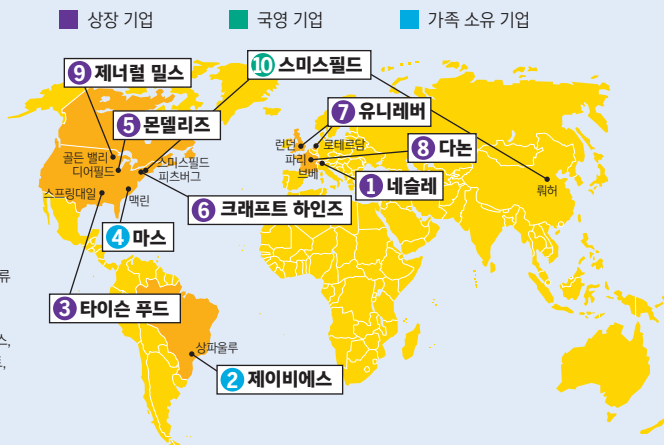 상장 기업
국영 기업
가족 소유 기업
9 제너럴 밀스
10 스미스필드
5 몬델리즈
7 유니레버
런던
로테르담
8 다논
파리
브베
1 네슬레
골든 밸리
디어필드
스미스필드
피츠버그
스프링데일
맥린
6 크래프트 하인즈
뤄허
4 마스
류
3 타이슨 푸드
스,
상파울루
2 제이비에스